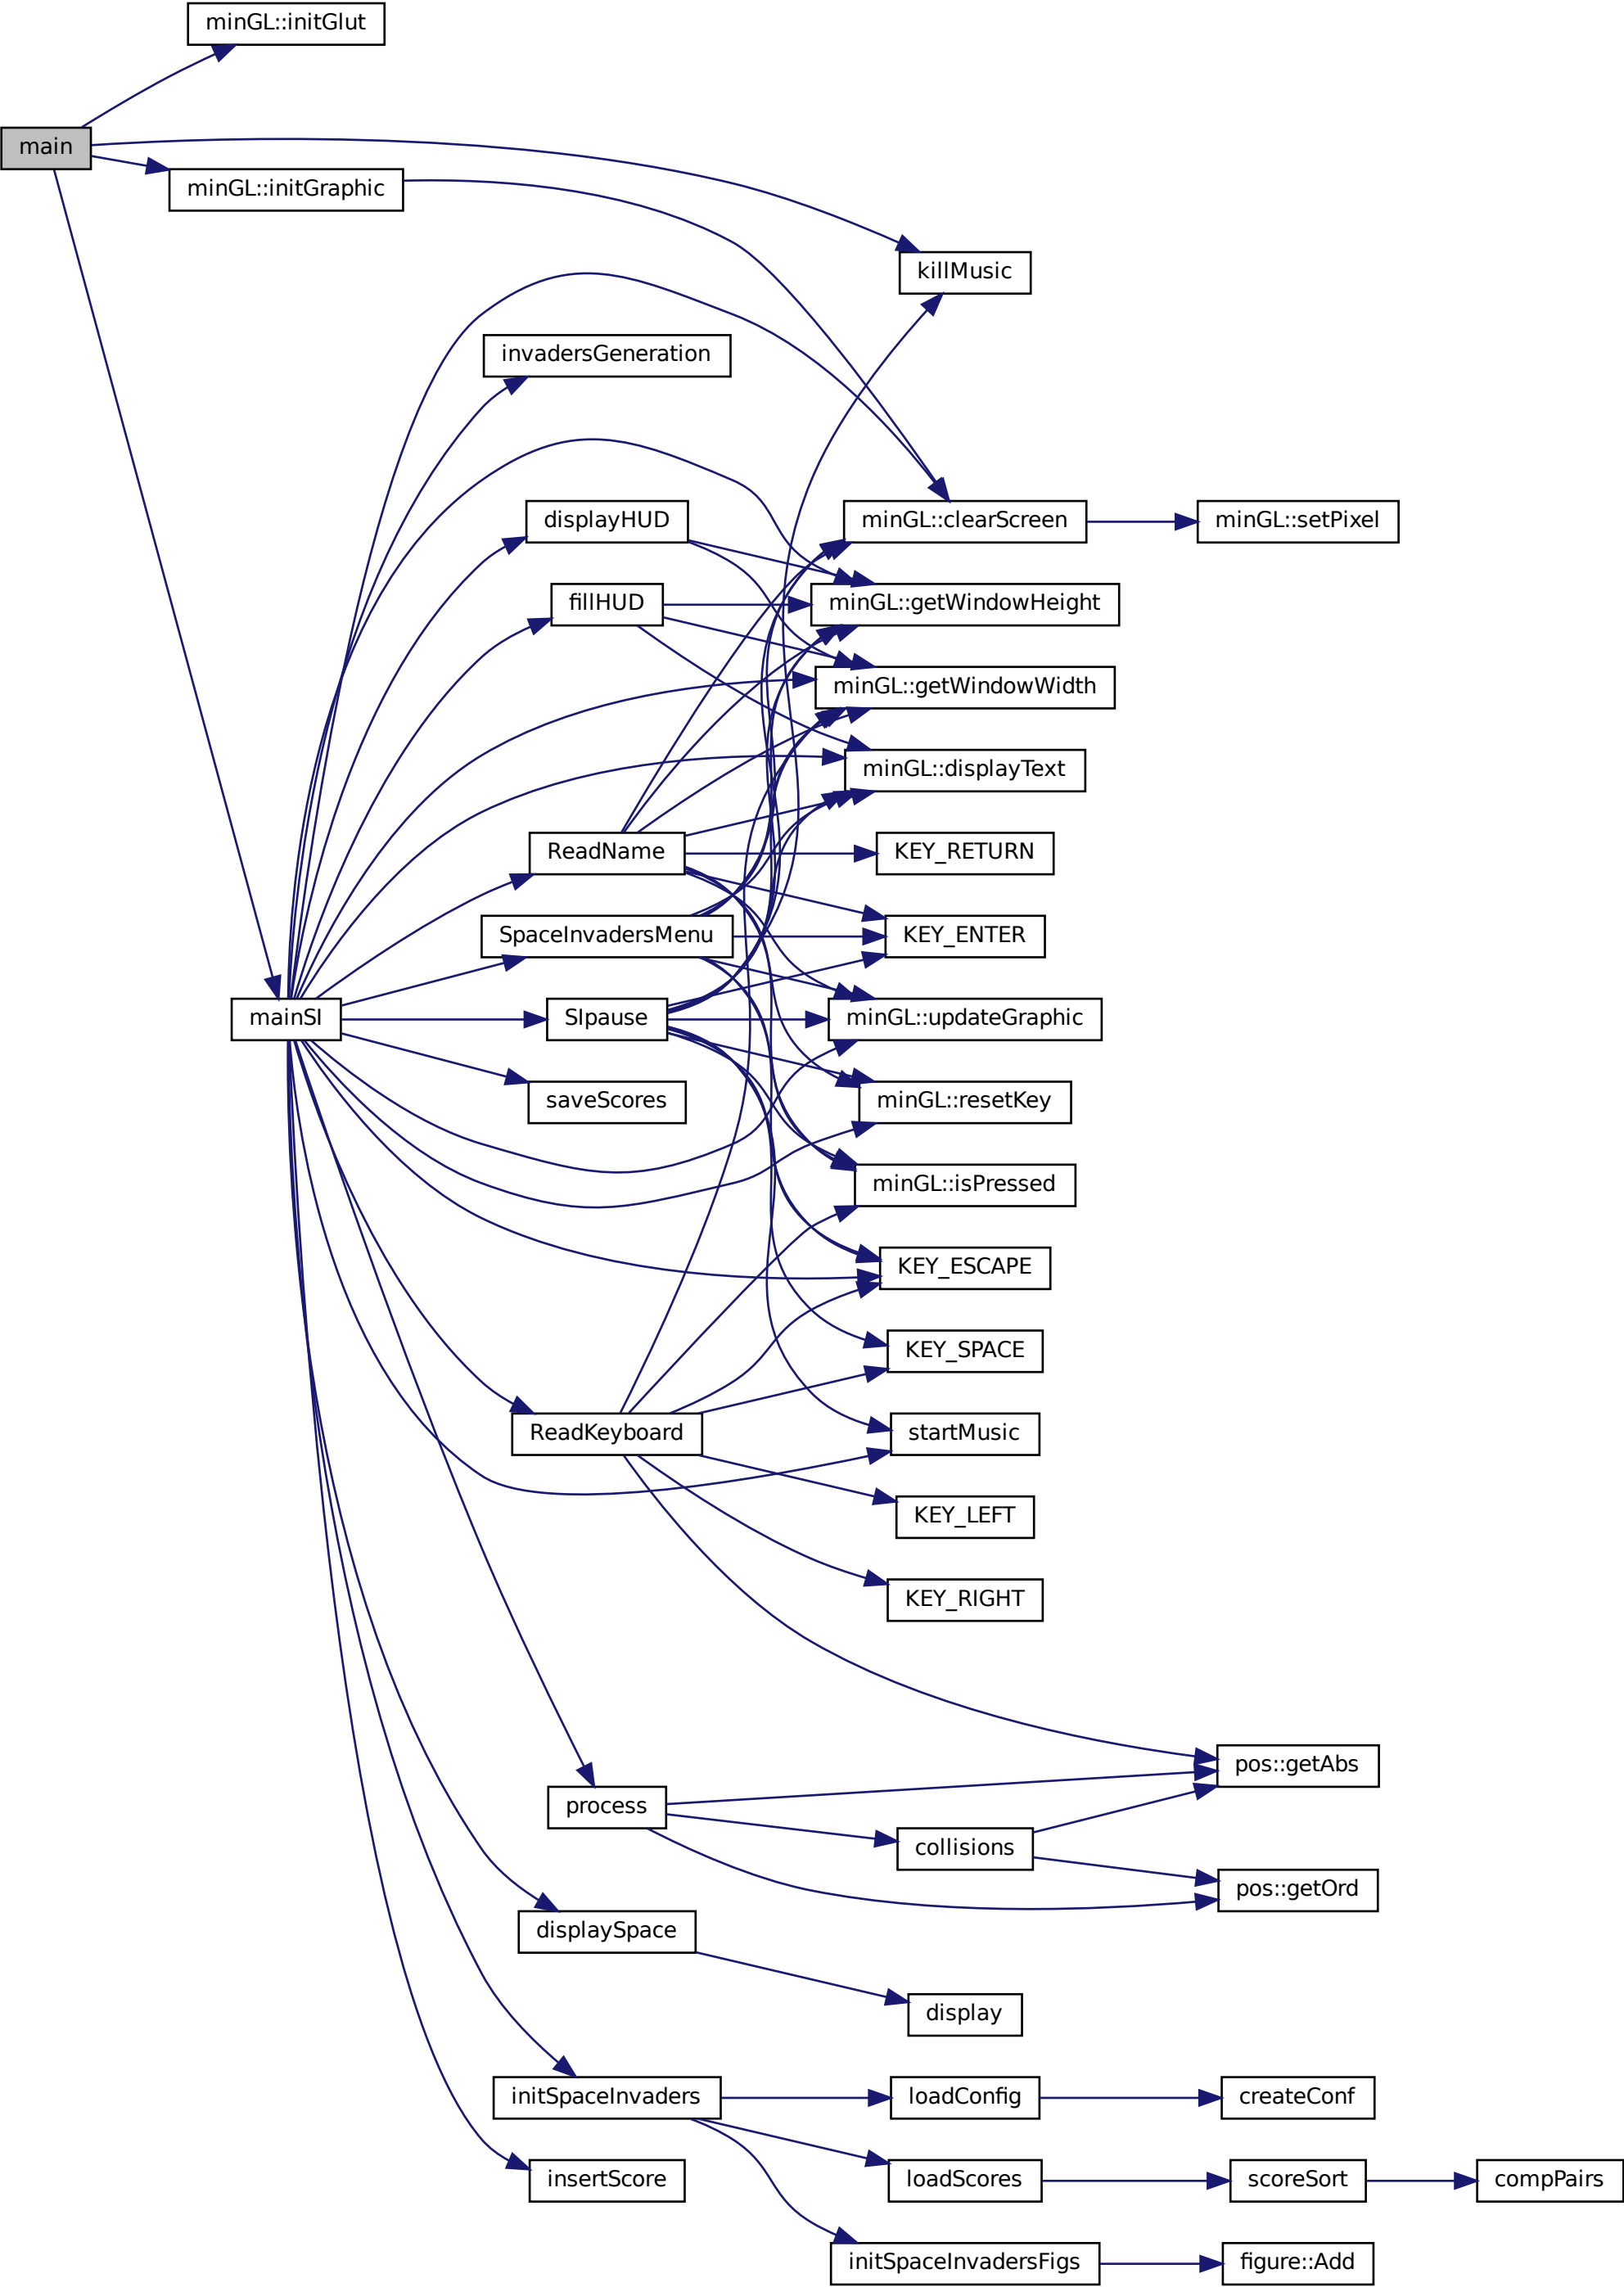 minGL::initGlut
main
minGL::initGraphic
killMusic
invadersGeneration
displayHUD
minGL::clearScreen
minGL::setPixel
fillHUD
minGL::getWindowHeight
minGL::getWindowWidth
minGL::displayText
ReadName
KEY_RETURN
SpaceInvadersMenu
KEY_ENTER
mainSI
SIpause
minGL::updateGraphic
saveScores
minGL::resetKey
minGL::isPressed
KEY_ESCAPE
KEY_SPACE
ReadKeyboard
startMusic
KEY_LEFT
KEY_RIGHT
pos::getAbs
process
collisions
pos::getOrd
displaySpace
display
initSpaceInvaders
loadConfig
createConf
insertScore
loadScores
scoreSort
compPairs
initSpaceInvadersFigs
figure::Add